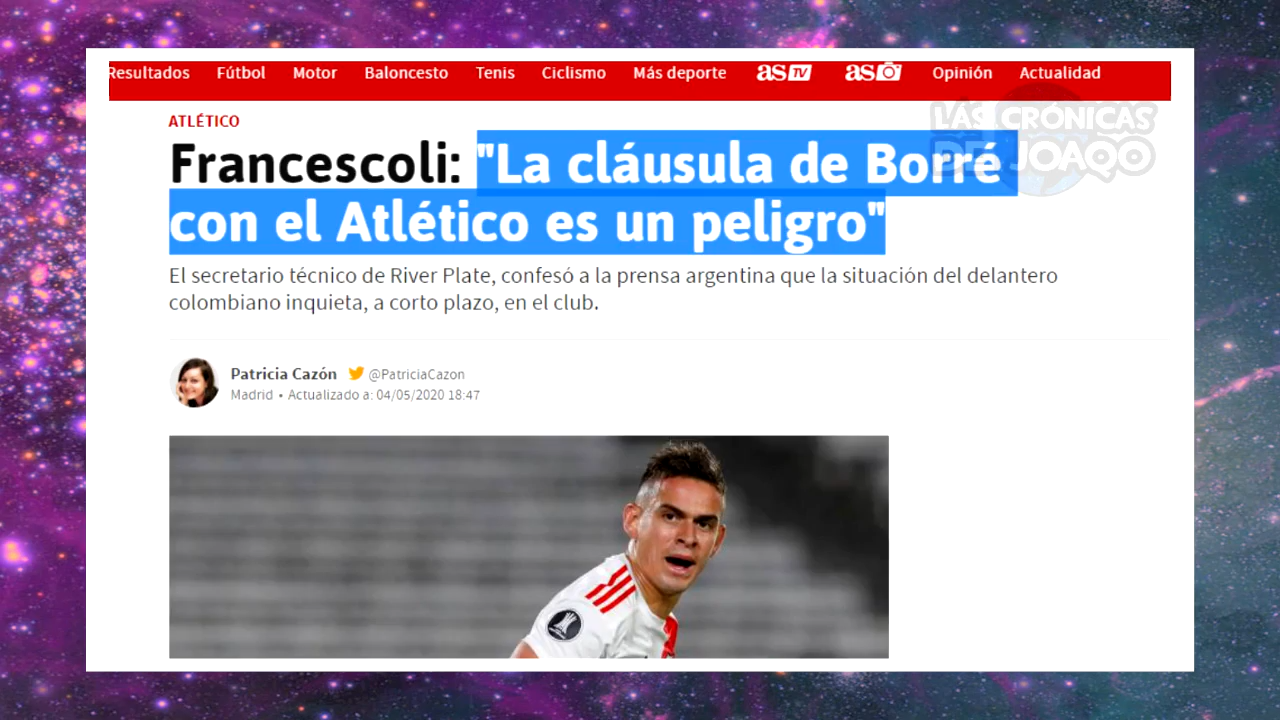 Resultados Fútbol Motor Baloncesto Tenis Ciclismo Más deporte as TV as Opinión Actualidad
LAS CRÓNICAS
DEL JOAQO
ATLÉTICO
Francescoli: "La cláusula de Borré
con el Atlético es un peligro"
El secretario técnico de River Plate, confesó a la prensa argentina que la situación del delantero
colombiano inquieta, a corto plazo, en el club.
Patricia Cazón @PatriciaCazon
Madrid • Actualizado a: 04/05/2020 18:47